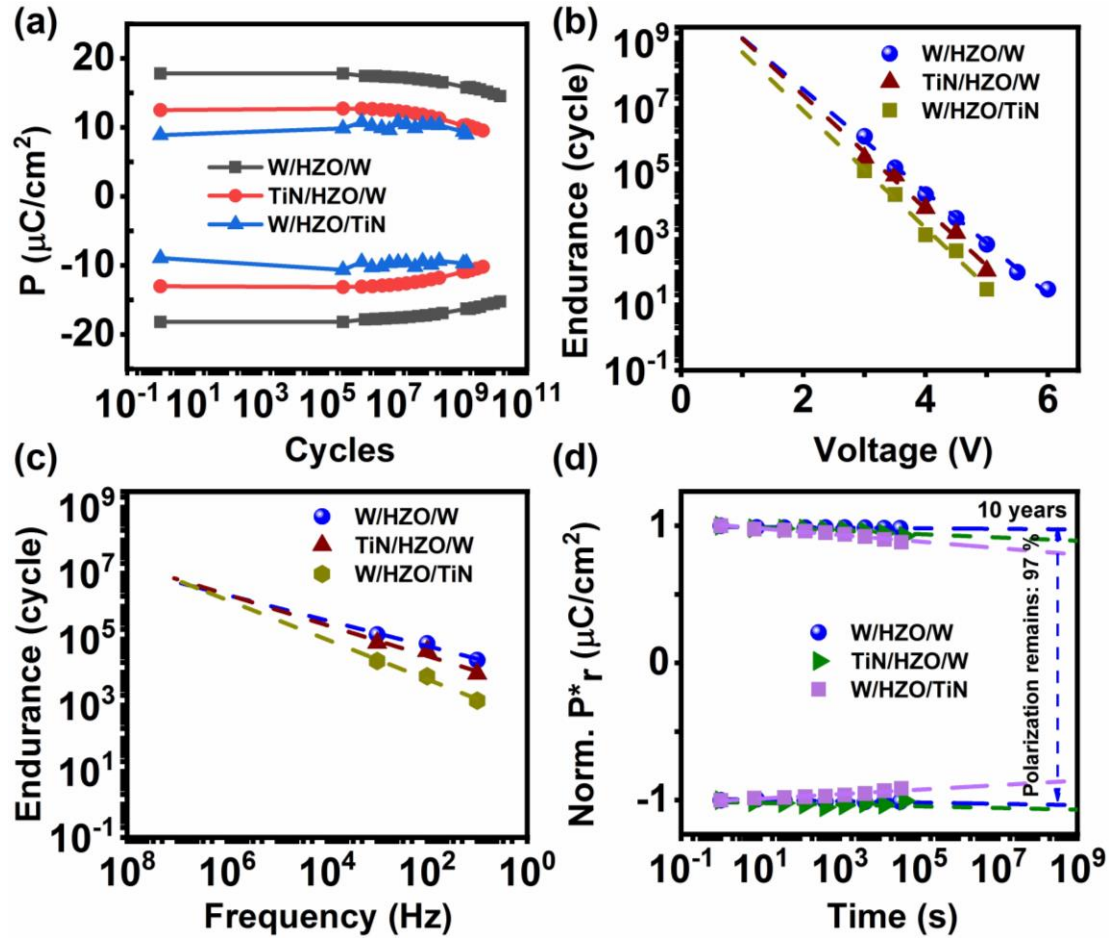 (a)
20
10
0
-10
-20
P (μC/cm²)
W/HZO/W
TiN/HZO/W
W/HZO/TiN
10⁻¹ 10¹ 10³ 10⁵ 10⁷ 10⁹ 10¹¹
Cycles
(b)
10⁹
10⁷
10⁵
10³
10¹
10⁻¹
Endurance (cycle)
W/HZO/W
TiN/HZO/W
W/HZO/TiN
0 2 4 6
Voltage (V)
(c)
10⁹
10⁷
10⁵
10³
10¹
10⁻¹
Endurance (cycle)
W/HZO/W
TiN/HZO/W
W/HZO/TiN
10⁸ 10⁶ 10⁴ 10² 10⁰
Frequency (Hz)
(d)
1
0
-1
Norm. P*r (μC/cm²)
10 years
Polarization remains: 97 %
W/HZO/W
TiN/HZO/W
W/HZO/TiN
10⁻¹ 10¹ 10³ 10⁵ 10⁷ 10⁹
Time (s)